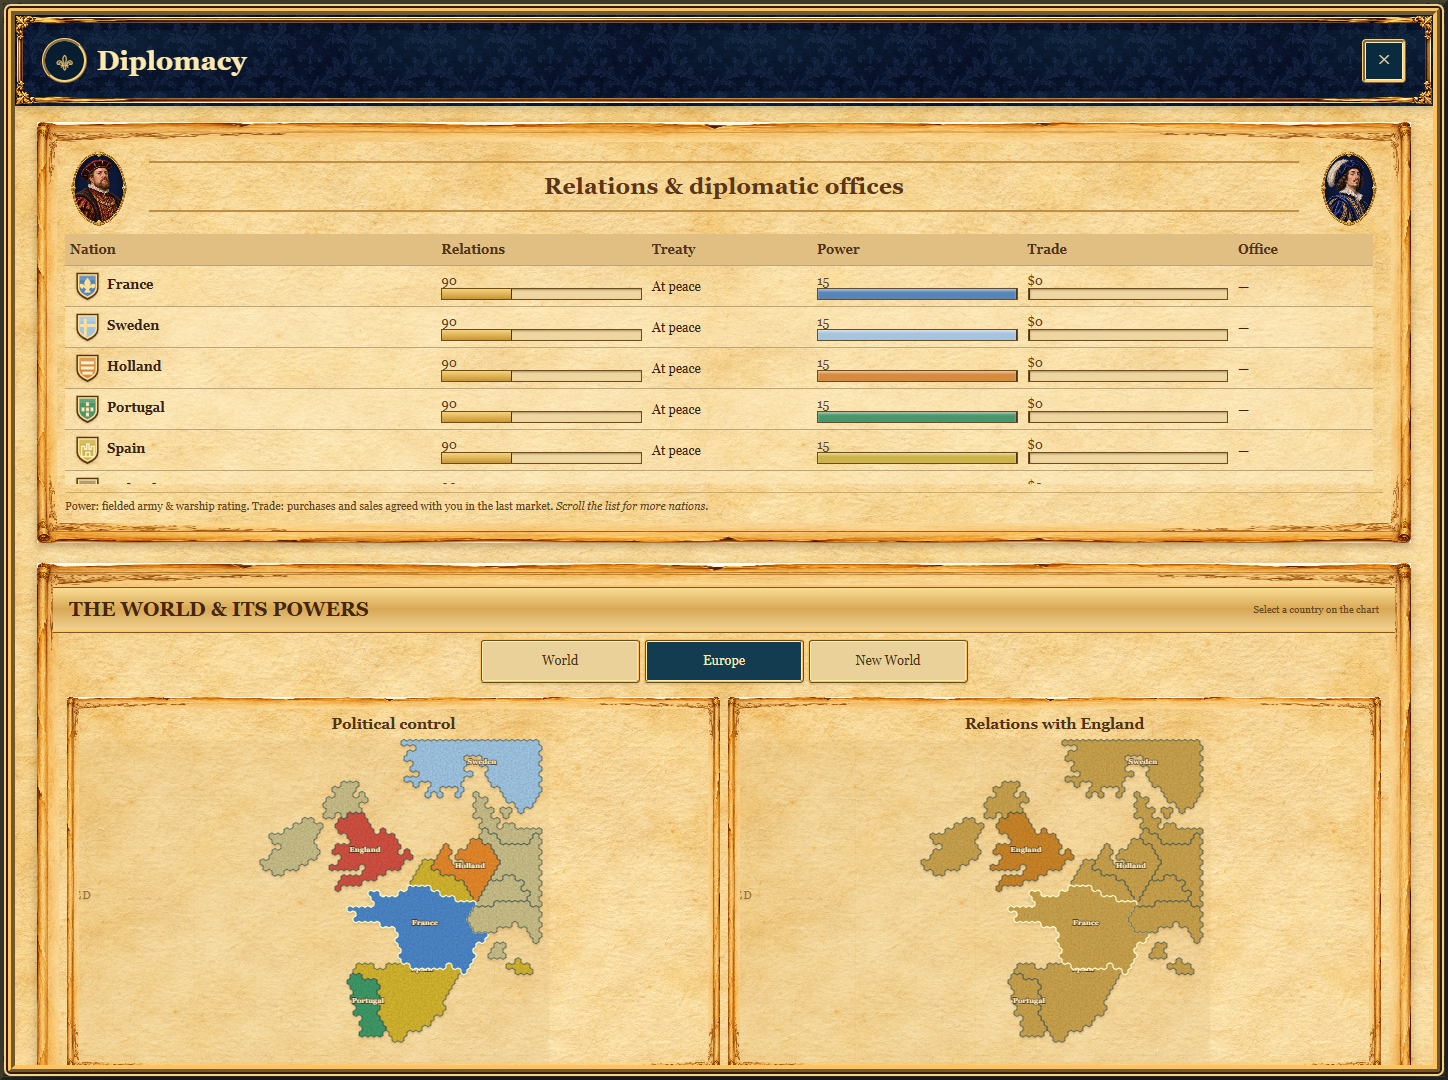 Diplomacy
×
Relations & diplomatic offices
Nation Relations Treaty Power Trade Office
France 90 At peace 15 $0 —
Sweden 90 At peace 15 $0 —
Holland 90 At peace 15 $0 —
Portugal 90 At peace 15 $0 —
Spain 90 At peace 15 $0 —
Power: fielded army & warship rating. Trade: purchases and sales agreed with you in the last market. Scroll the list for more nations.
THE WORLD & ITS POWERS
Select a country on the chart
World Europe New World
Political control
Sweden
England
Holland
France
Portugal
Relations with England
Sweden
England
Holland
France
Portugal